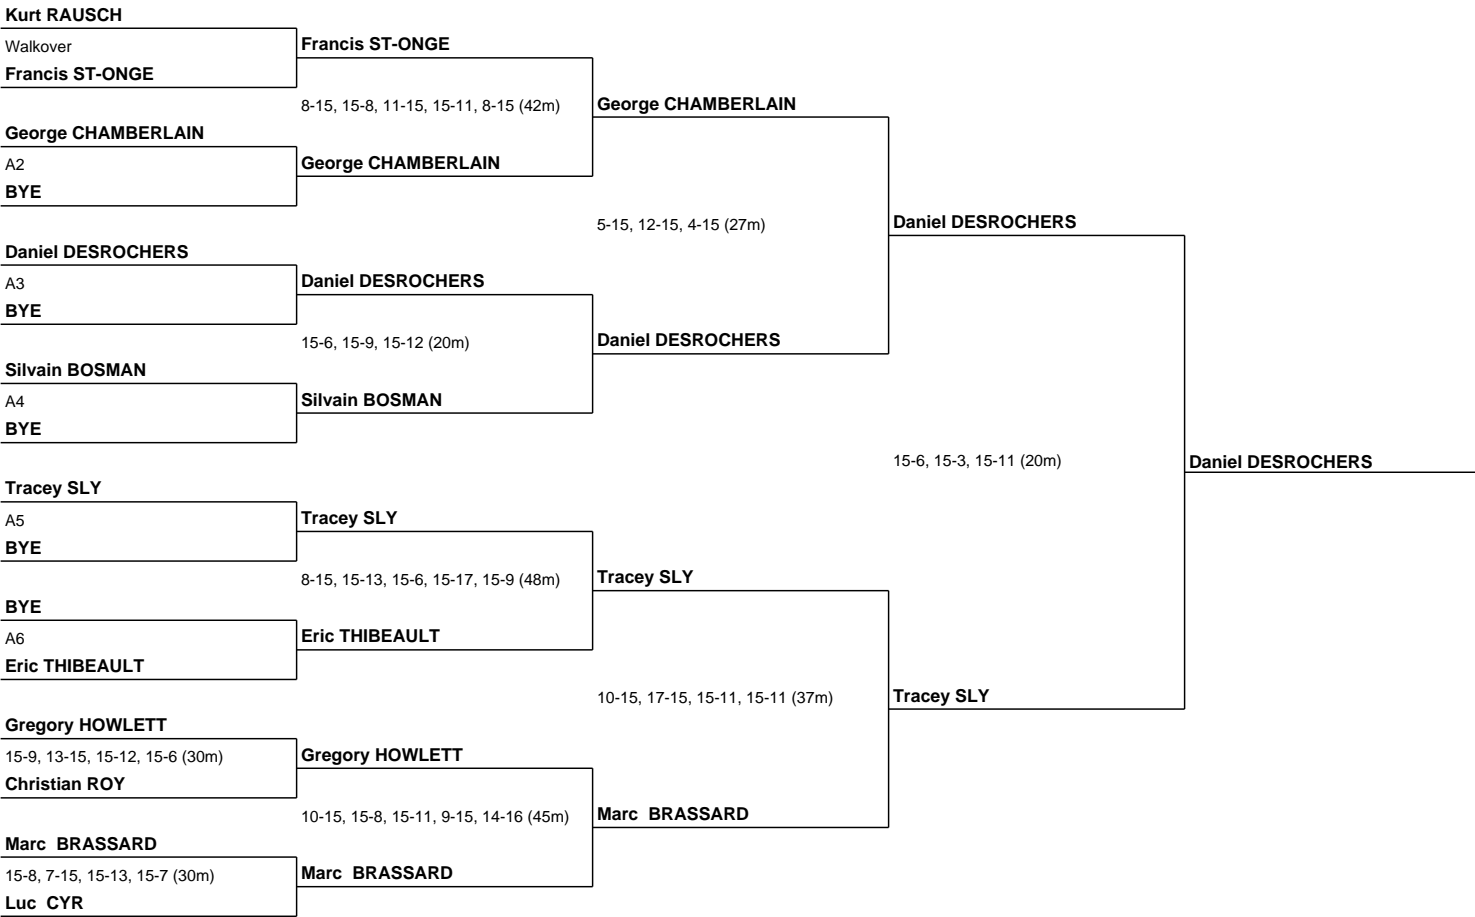 Kurt RAUSCH
Walkover
Francis ST-ONGE
George CHAMBERLAIN
A2
BYE
Daniel DESROCHERS
A3
BYE
Silvain BOSMAN
A4
BYE
Tracey SLY
A5
BYE
BYE
A6
Eric THIBEAULT
Gregory HOWLETT
15-9, 13-15, 15-12, 15-6 (30m)
Christian ROY
Marc  BRASSARD
15-8, 7-15, 15-13, 15-7 (30m)
Luc  CYR
Francis ST-ONGE
8-15, 15-8, 11-15, 15-11, 8-15 (42m)
George CHAMBERLAIN
Daniel DESROCHERS
15-6, 15-9, 15-12 (20m)
Silvain BOSMAN
Tracey SLY
8-15, 15-13, 15-6, 15-17, 15-9 (48m)
Eric THIBEAULT
Gregory HOWLETT
10-15, 15-8, 15-11, 9-15, 14-16 (45m)
Marc  BRASSARD
George CHAMBERLAIN
5-15, 12-15, 4-15 (27m)
Daniel DESROCHERS
Tracey SLY
10-15, 17-15, 15-11, 15-11 (37m)
Marc  BRASSARD
Daniel DESROCHERS
15-6, 15-3, 15-11 (20m)
Tracey SLY
Daniel DESROCHERS